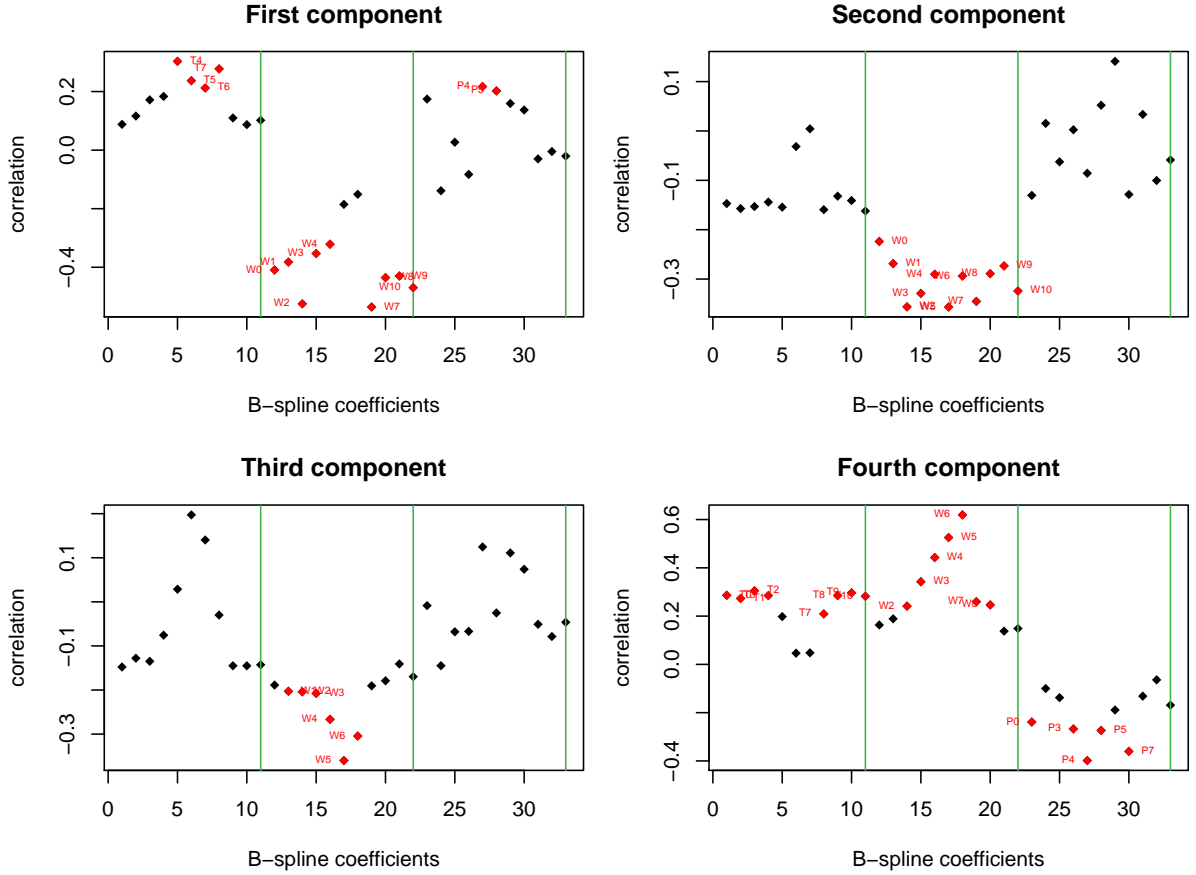 First component
correlation
0.2
0.0
−0.4
T4
T7
T5
T6
P4
P5
W4
W3
W1
W0
W2
W8
W9
W10
W7
0 5 10 15 20 25 30
B−spline coefficients
Second component
correlation
0.1
−0.1
−0.3
W0
W1
W4
W6
W8
W9
W3
W7
W10
0 5 10 15 20 25 30
B−spline coefficients
Third component
correlation
0.1
−0.1
−0.3
W1
W2
W3
W4
W6
W5
0 5 10 15 20 25 30
B−spline coefficients
Fourth component
correlation
0.6
0.4
0.2
0.0
−0.4
W6
W5
W4
W3
T2
T1
T8
T9
T7
W2
W7
W8
P0
P3
P5
P4
P7
0 5 10 15 20 25 30
B−spline coefficients